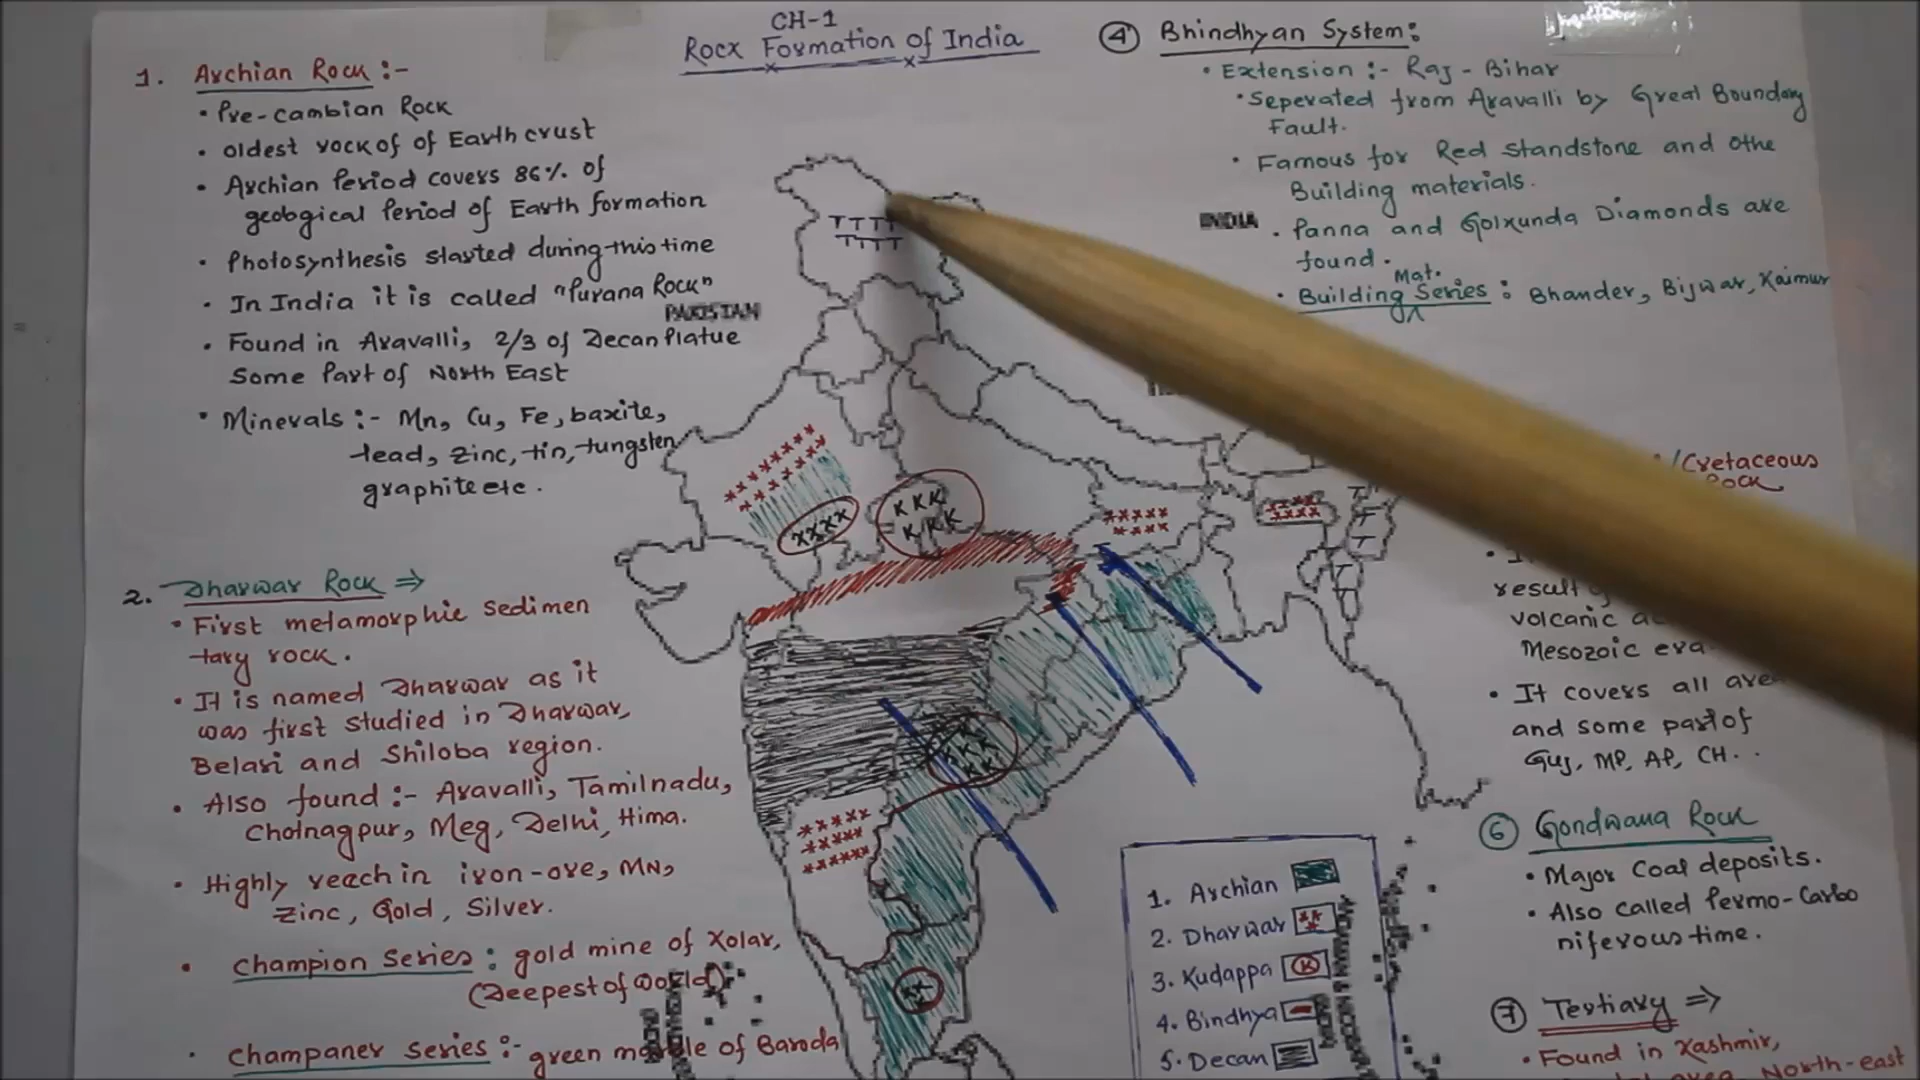 CH-1
Rocx Formation of India
1. Archian Rock :-
• Pre-cambian Rock
• oldest rock of of Earth crust
• Archian Period covers 86% of
geological Period of Earth formation
• Photosynthesis started during this time
• In India it is called "Purana Rock"
• Found in Aravalli, 2/3 of Decan Platue
Some Part of North East
• Minerals :- Mn, Cu, Fe, baxite,
lead, zinc, tin, tungsten
graphite etc.
2. Dharwar Rock ⇒
• First metamorphic sedimen
tary rock.
• It is named Dharwar as it
was first studied in Dharwar,
Belari and Shiloba region.
• Also found :- Aravalli, Tamilnadu,
Chotnagpur, Meg, Delhi, Hima.
• Highly reach in iron-ore, MN,
Zinc, Gold, Silver.
• Champion Series : gold mine of Kolar,
(Deepest of world)
• Champaner series :- green marble of Baroda
PAKISTAN
INDIA
1. Archian
2. Dharwar
3. Kudappa K
4. Bindhya
5. Decan
④ Bhindhyan System :
• Extension :- Raj - Bihar
• Seperated from Aravalli by Great Boundary
Fault.
• Famous for Red Standstone and othe
Building materials.
• Panna and Golkunda Diamonds are
found.
• Building Mat. Series : Bhander, Bijwar, Kaimur
/Cretaceous
Rock
result
volcanic
Mesozoic era
• It covers all are
and some part of
Guj, MP, AP, CH..
⑥ Gondwana Rock
• Major Coal deposits.
• Also called Permo-Carbo
niferous time.
⑦ Tertiary ⇒
• Found in Kashmir,
North-east